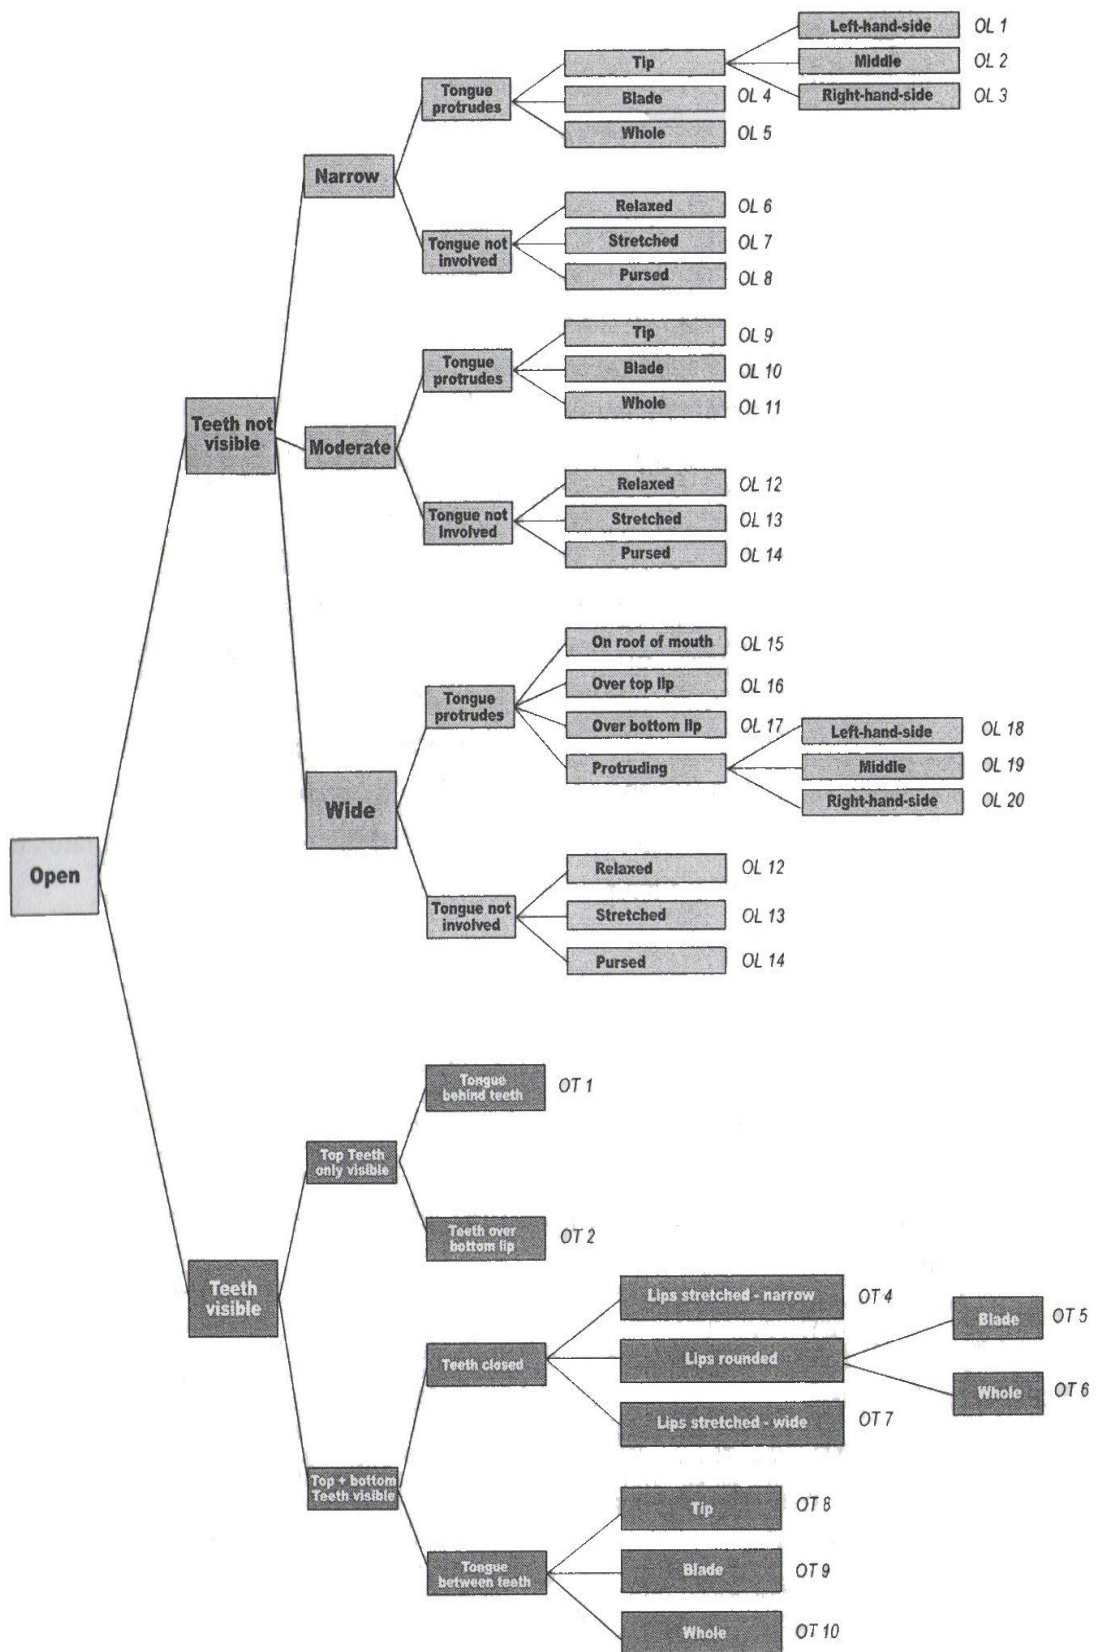 Open
Teeth not
visible
Narrow
Tongue
protrudes
Tip
Left-hand-side OL 1
Middle OL 2
Right-hand-side OL 3
Blade OL 4
Whole OL 5
Tongue not
involved
Relaxed OL 6
Stretched OL 7
Pursed OL 8
Moderate
Tongue
protrudes
Tip OL 9
Blade OL 10
Whole OL 11
Tongue not
involved
Relaxed OL 12
Stretched OL 13
Pursed OL 14
Wide
Tongue
protrudes
On roof of mouth OL 15
Over top lip OL 16
Over bottom lip OL 17
Protruding
Left-hand-side OL 18
Middle OL 19
Right-hand-side OL 20
Tongue not
involved
Relaxed OL 12
Stretched OL 13
Pursed OL 14
Teeth
visible
Top Teeth
only visible
Tongue
behind teeth OT 1
Teeth over
bottom lip OT 2
Top + bottom
Teeth visible
Teeth closed
Lips stretched - narrow OT 4
Lips rounded
Blade OT 5
Whole OT 6
Lips stretched - wide OT 7
Tongue
between teeth
Tip OT 8
Blade OT 9
Whole OT 10